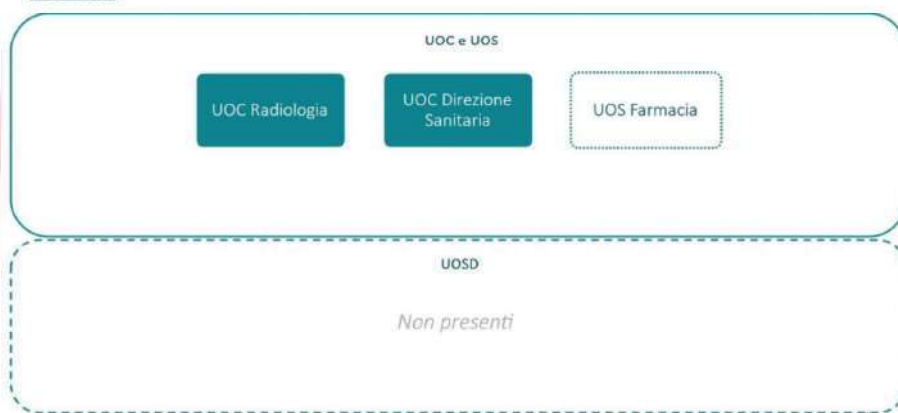 UOC e UOS
UOC Radiologia
UOC Direzione
Sanitaria
UOS Farmacia
UOSD
Non presenti